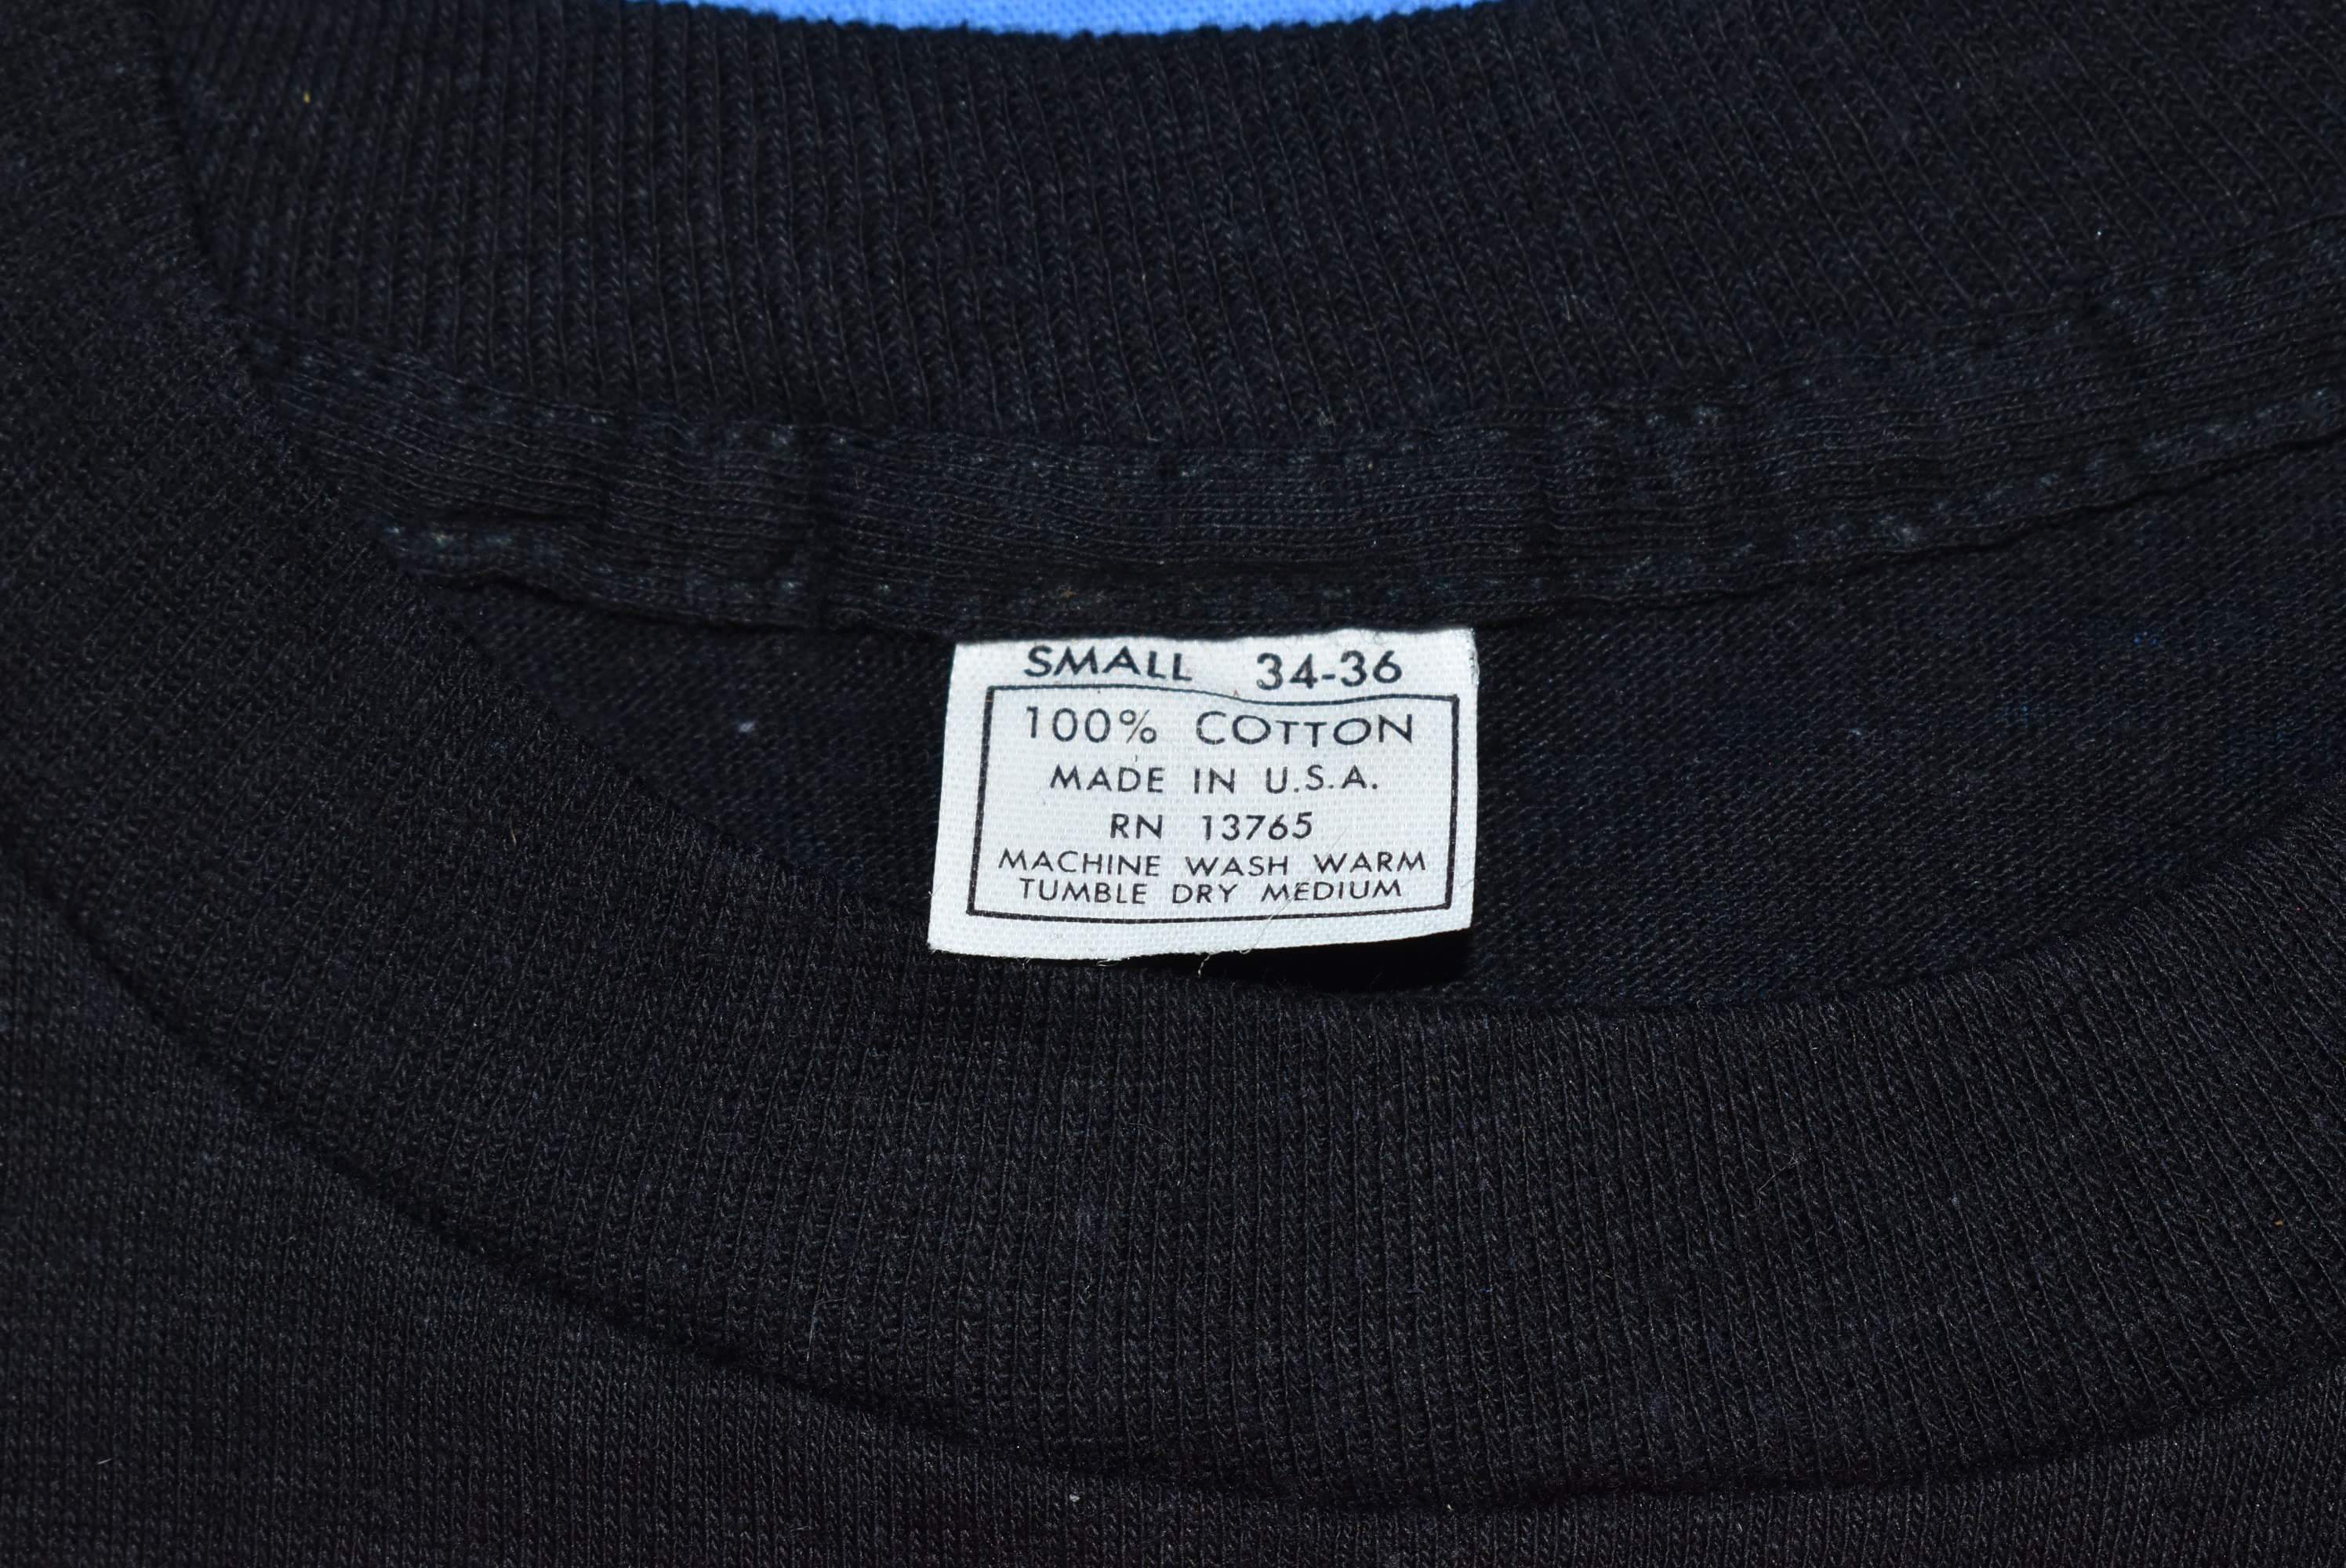 SMALL 34-36
100% COTTON
MADE IN U.S.A.
RN 13765
MACHINE WASH WARM
TUMBLE DRY MEDIUM